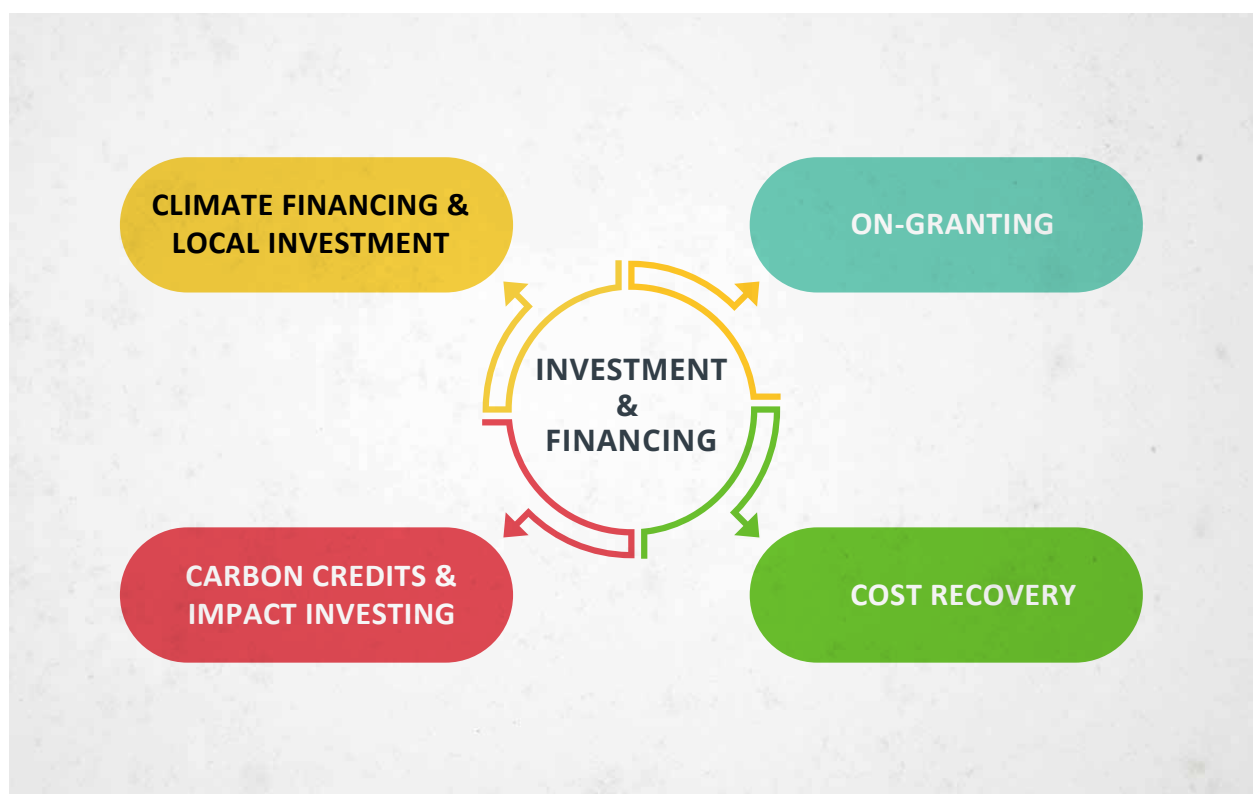 CLIMATE FINANCING &
LOCAL INVESTMENT
ON-GRANTING
INVESTMENT
&
FINANCING
CARBON CREDITS &
IMPACT INVESTING
COST RECOVERY